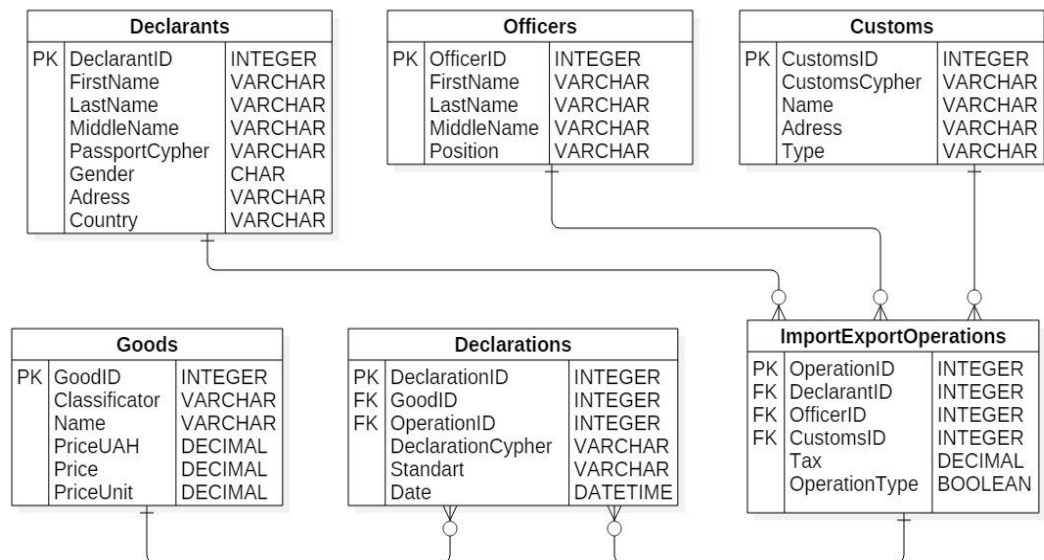 Declarants
PK DeclarantID INTEGER
FirstName VARCHAR
LastName VARCHAR
MiddleName VARCHAR
PassportCypher VARCHAR
Gender CHAR
Adress VARCHAR
Country VARCHAR
Officers
PK OfficerID INTEGER
FirstName VARCHAR
LastName VARCHAR
MiddleName VARCHAR
Position VARCHAR
Customs
PK CustomsID INTEGER
CustomsCypher VARCHAR
Name VARCHAR
Adress VARCHAR
Type VARCHAR
Goods
PK GoodID INTEGER
Classificator VARCHAR
Name VARCHAR
PriceUAH DECIMAL
Price DECIMAL
PriceUnit DECIMAL
Declarations
PK DeclarationID INTEGER
FK GoodID INTEGER
FK OperationID INTEGER
DeclarationCypher VARCHAR
Standart VARCHAR
Date DATETIME
ImportExportOperations
PK OperationID INTEGER
FK DeclarantID INTEGER
FK OfficerID INTEGER
FK CustomsID INTEGER
Tax DECIMAL
OperationType BOOLEAN